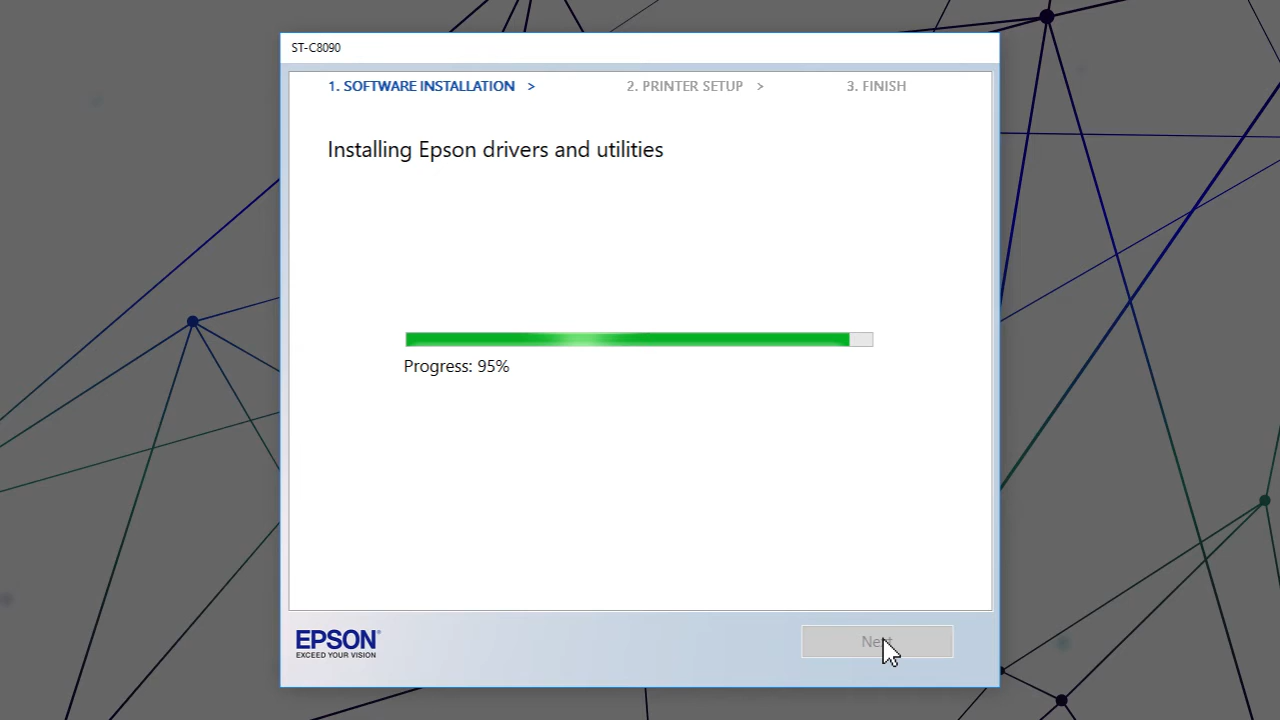 ST-C8090
1. SOFTWARE INSTALLATION > 2. PRINTER SETUP > 3. FINISH
Installing Epson drivers and utilities
Progress: 95%
EPSON®
EXCEED YOUR VISION
Next